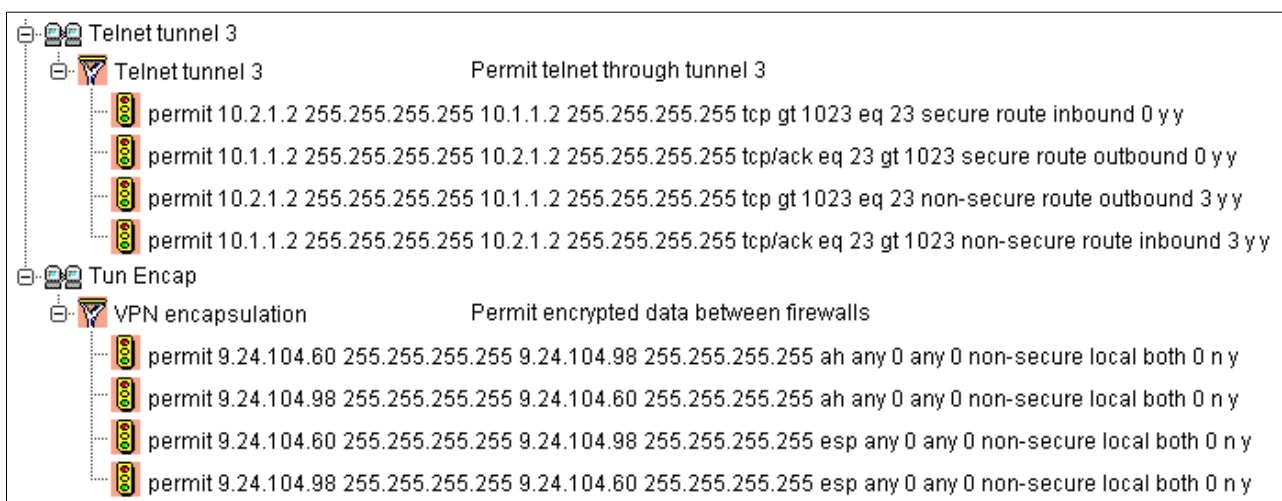 Telnet tunnel 3
Telnet tunnel 3 Permit telnet through tunnel 3
permit 10.2.1.2 255.255.255.255 10.1.1.2 255.255.255.255 tcp gt 1023 eq 23 secure route inbound 0 y y
permit 10.1.1.2 255.255.255.255 10.2.1.2 255.255.255.255 tcp/ack eq 23 gt 1023 secure route outbound 0 y y
permit 10.2.1.2 255.255.255.255 10.1.1.2 255.255.255.255 tcp gt 1023 eq 23 non-secure route outbound 3 y y
permit 10.1.1.2 255.255.255.255 10.2.1.2 255.255.255.255 tcp/ack eq 23 gt 1023 non-secure route inbound 3 y y
Tun Encap
VPN encapsulation Permit encrypted data between firewalls
permit 9.24.104.60 255.255.255.255 9.24.104.98 255.255.255.255 ah any 0 any 0 non-secure local both 0 n y
permit 9.24.104.98 255.255.255.255 9.24.104.60 255.255.255.255 ah any 0 any 0 non-secure local both 0 n y
permit 9.24.104.60 255.255.255.255 9.24.104.98 255.255.255.255 esp any 0 any 0 non-secure local both 0 n y
permit 9.24.104.98 255.255.255.255 9.24.104.60 255.255.255.255 esp any 0 any 0 non-secure local both 0 n y